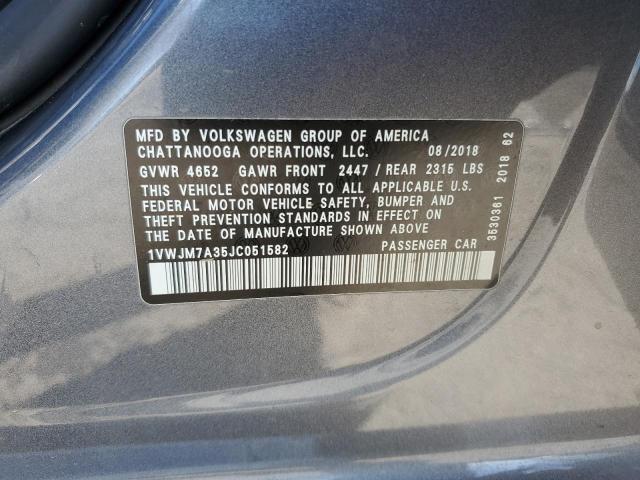 MFD BY VOLKSWAGEN GROUP OF AMERICA
CHATTANOOGA OPERATIONS, LLC. 08/2018
GVWR 4652 GAWR FRONT 2447 / REAR 2315 LBS
THIS VEHICLE CONFORMS TO ALL APPLICABLE U.S.
FEDERAL MOTOR VEHICLE SAFETY, BUMPER AND
THEFT PREVENTION STANDARDS IN EFFECT ON
THE DATE OF MANUFACTURE SHOWN ABOVE
1VWJM7A35JC051582 PASSENGER CAR
3530361 2018 62